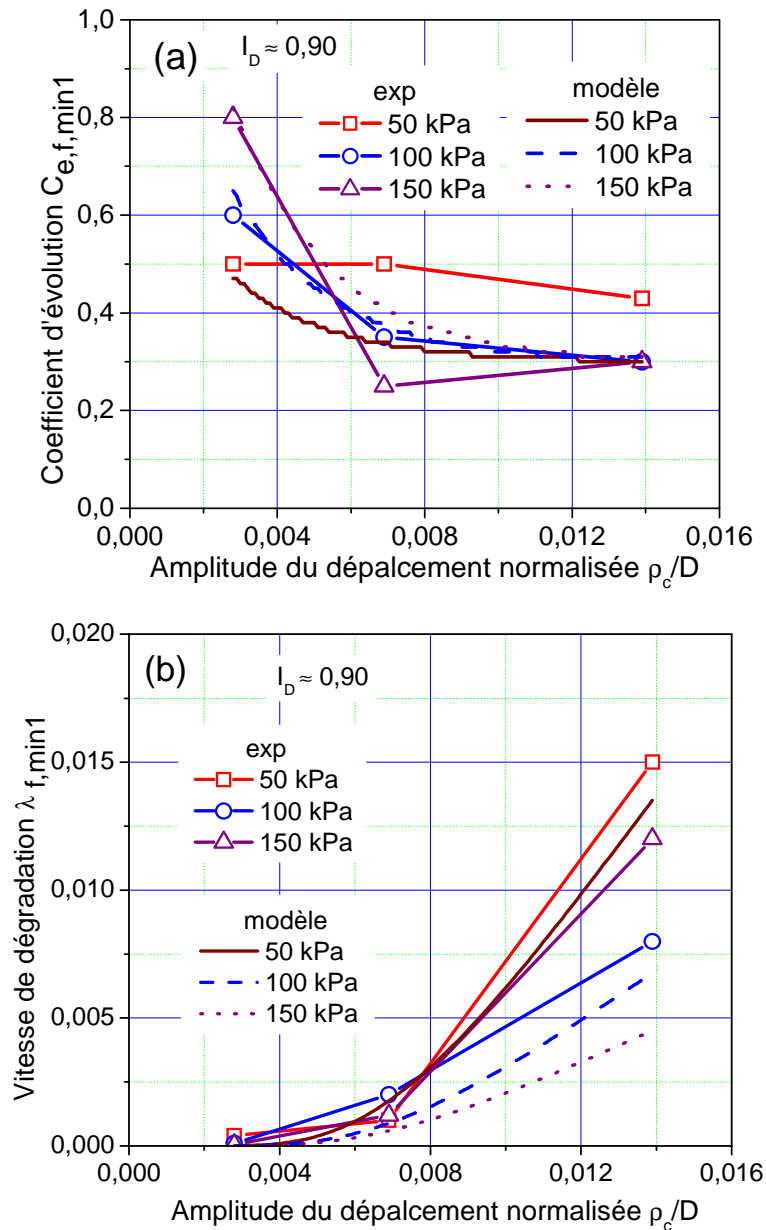 (a)
I_D ≈ 0,90
exp
50 kPa
100 kPa
150 kPa
modèle
50 kPa
100 kPa
150 kPa
Coefficient d'évolution C_e,f,min1
1,0
0,8
0,6
0,4
0,2
0,0
0,000 0,004 0,008 0,012 0,016
Amplitude du dépalcement normalisée ρ_c/D
(b)
I_D ≈ 0,90
exp
50 kPa
100 kPa
150 kPa
modèle
50 kPa
100 kPa
150 kPa
Vitesse de dégradation λ_f,min1
0,020
0,015
0,010
0,005
0,000
0,000 0,004 0,008 0,012 0,016
Amplitude du dépalcement normalisée ρ_c/D